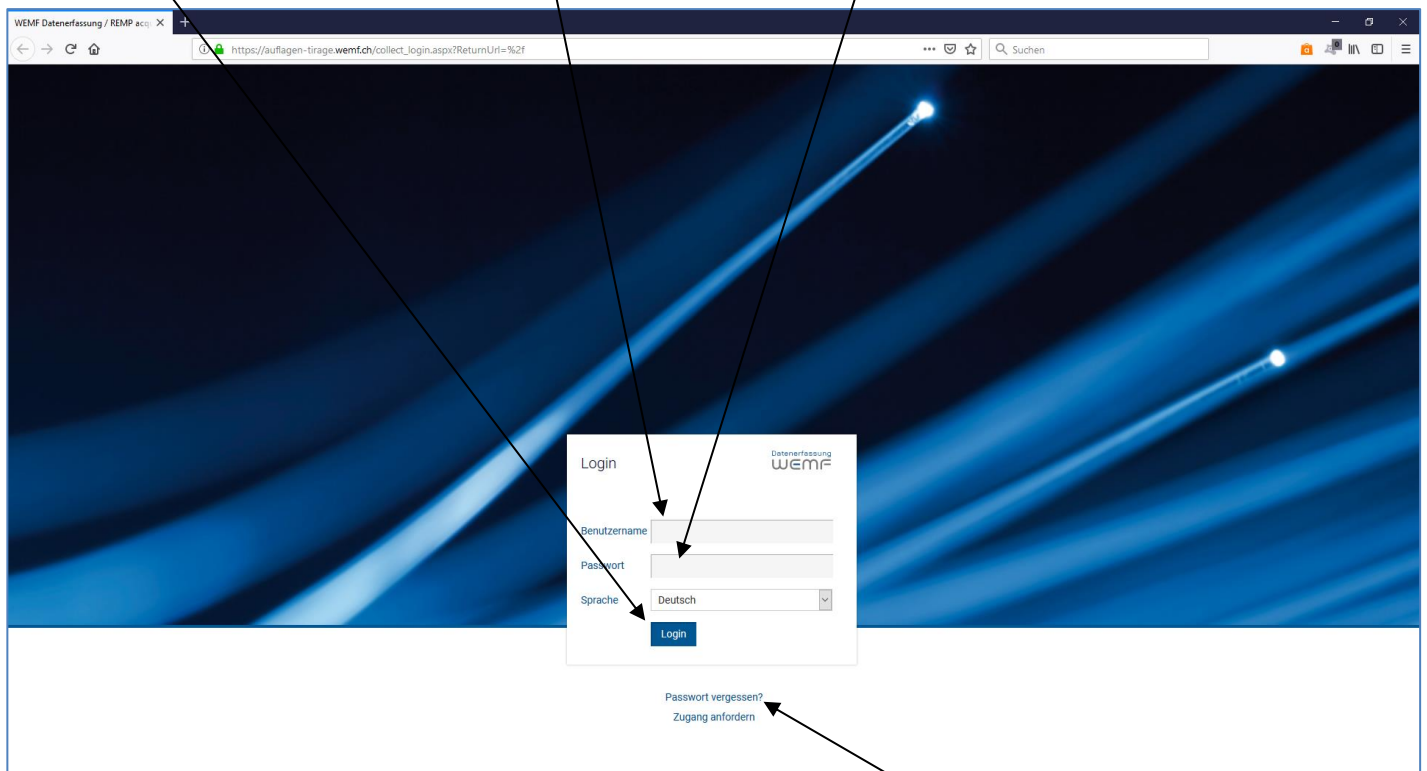 WEMF Datenerfassung / REMP acq
https://auflagen-tirage.wemf.ch/collect_login.aspx?ReturnUrl=%2f
Suchen
Login
Datenerfassung
WEMF
Benutzername
Passwort
Sprache Deutsch
Login
Passwort vergessen?
Zugang anfordern